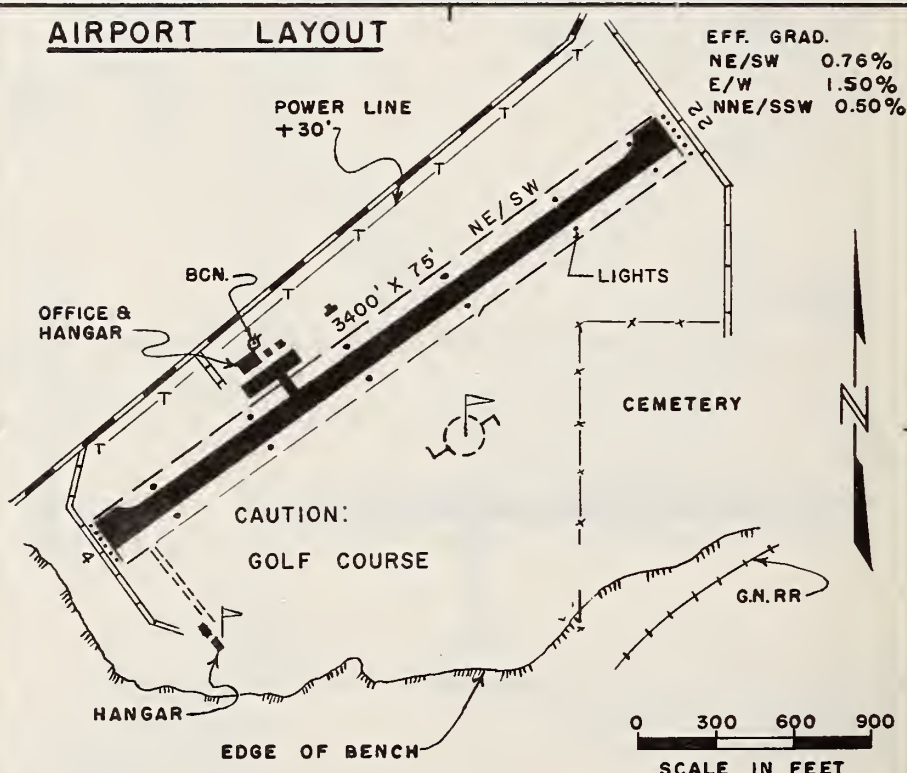 AIRPORT LAYOUT
EFF. GRAD.
NE/SW 0.76%
E/W 1.50%
NNE/SSW 0.50%
POWER LINE
+30'
22
T
T
T
T
T
T
T
T
3400' X 75' NE/SW
BCN.
LIGHTS
OFFICE &
HANGAR
CEMETERY
N
CAUTION:
GOLF COURSE
4
G.N. RR
HANGAR
EDGE OF BENCH
0 300 600 900
SCALE IN FEET